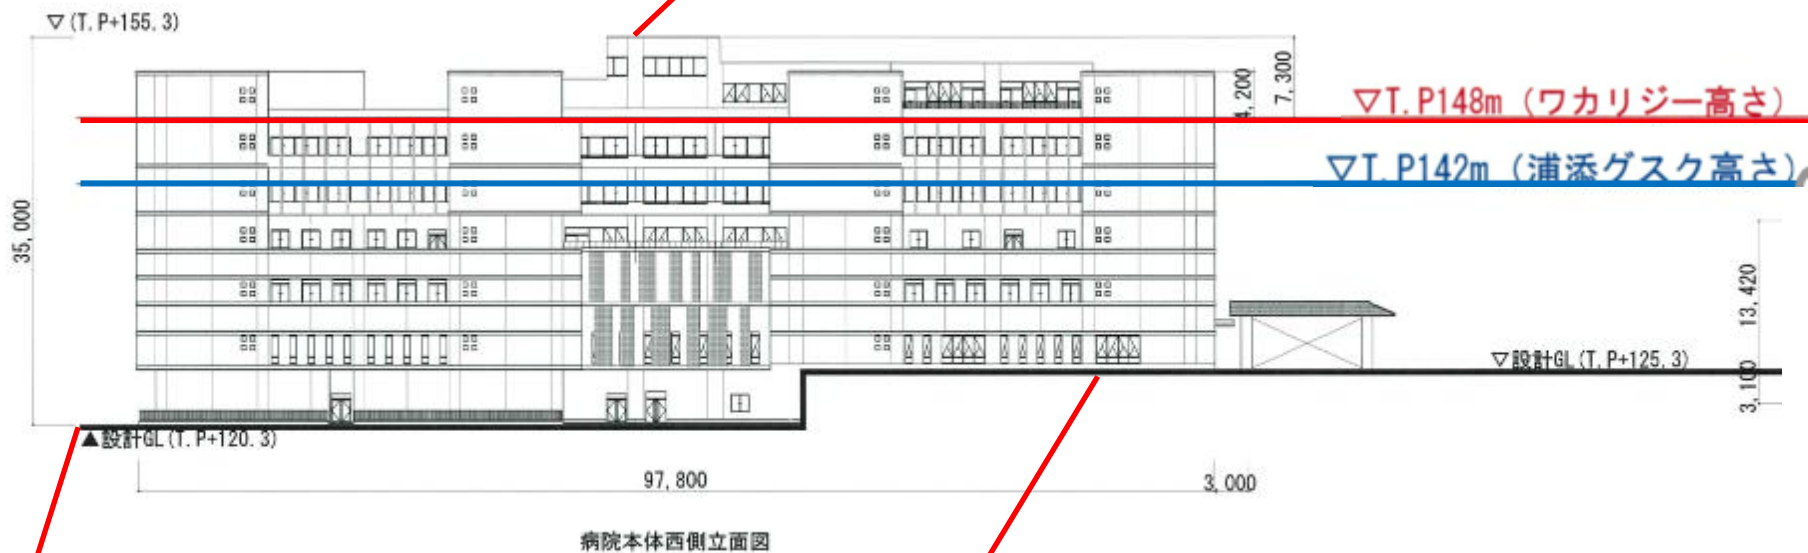 ▽(T.P+155.3)
7,300
4,200
▽T.P148m (ワカリジー高さ)
▽T.P142m (浦添グスク高さ)
35,000
13,420
▽設計GL(T.P+125.3)
3,100
▲設計GL(T.P+120.3)
97,800
3,000
病院本体西側立面図